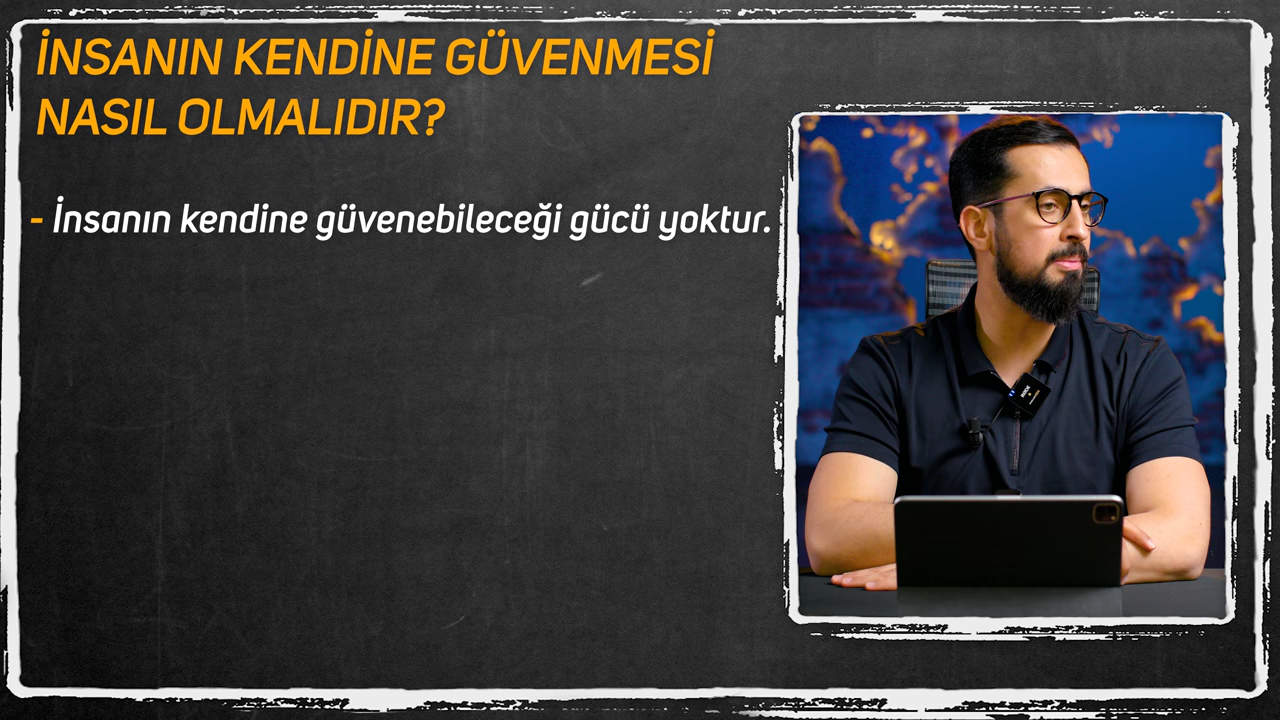 İNSANIN KENDİNE GÜVENMESİ
NASIL OLMALIDIR?
- İnsanın kendine güvenebileceği gücü yoktur.